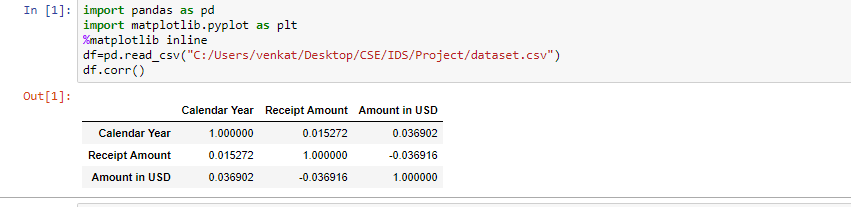 In [1]: import pandas as pd
import matplotlib.pyplot as plt
%matplotlib inline
df=pd.read_csv("C:/Users/venkat/Desktop/CSE/IDS/Project/dataset.csv")
df.corr()
Out[1]:
Calendar Year Receipt Amount Amount in USD
Calendar Year 1.000000 0.015272 0.036902
Receipt Amount 0.015272 1.000000 -0.036916
Amount in USD 0.036902 -0.036916 1.000000